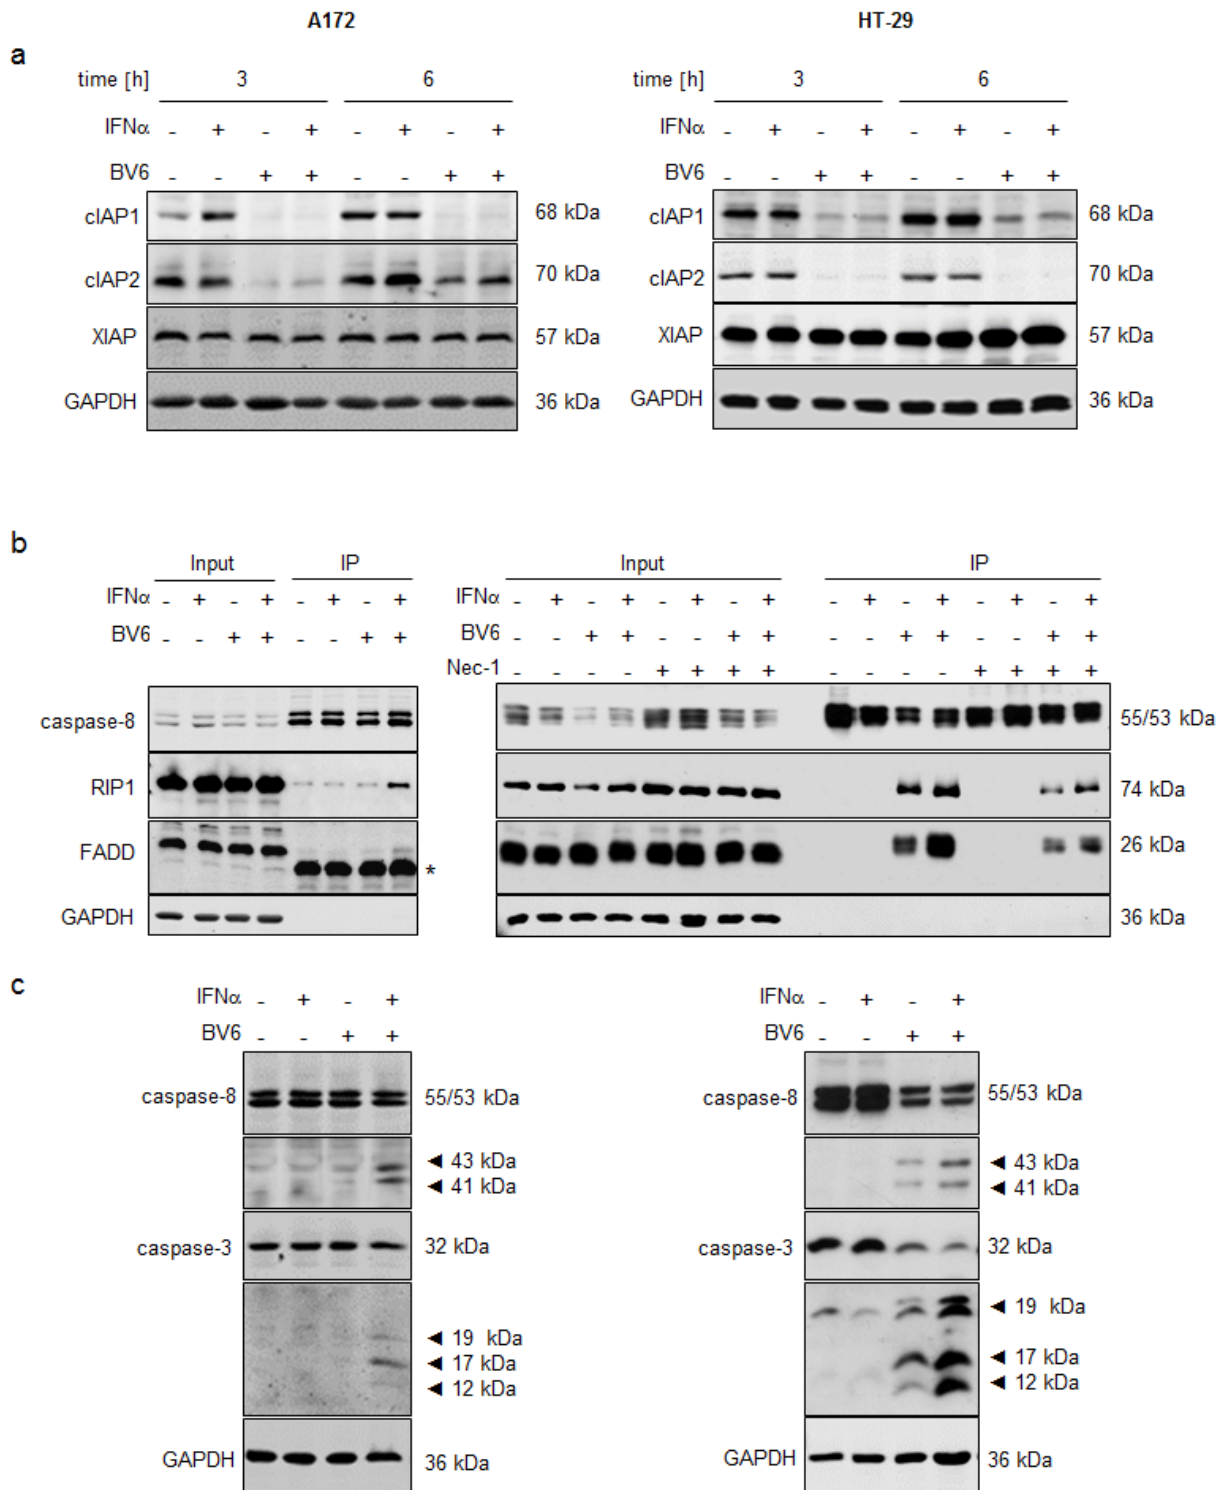 A172 HT-29
a
time [h] 3 6 time [h] 3 6
IFNα - + - + - + - + IFNα - + - + - + - +
BV6 - - + + - - + + BV6 - - + + - - + +
cIAP1 68 kDa cIAP1 68 kDa
cIAP2 70 kDa cIAP2 70 kDa
XIAP 57 kDa XIAP 57 kDa
GAPDH 36 kDa GAPDH 36 kDa
b
Input IP Input IP
IFNα - + - + - + - + IFNα - + - + - + - + - + - + - + - +
BV6 - - + + - - + + BV6 - - + + - - + + - - + + - - + +
Nec-1 - - - - + + + + - - - - + + + +
caspase-8 55/53 kDa
RIP1 74 kDa
FADD * 26 kDa
GAPDH 36 kDa
c
IFNα - + - + IFNα - + - +
BV6 - - + + BV6 - - + +
caspase-8 55/53 kDa caspase-8 55/53 kDa
◄ 43 kDa ◄ 43 kDa
◄ 41 kDa ◄ 41 kDa
caspase-3 32 kDa caspase-3 32 kDa
◄ 19 kDa ◄ 19 kDa
◄ 17 kDa ◄ 17 kDa
◄ 12 kDa ◄ 12 kDa
GAPDH 36 kDa GAPDH 36 kDa